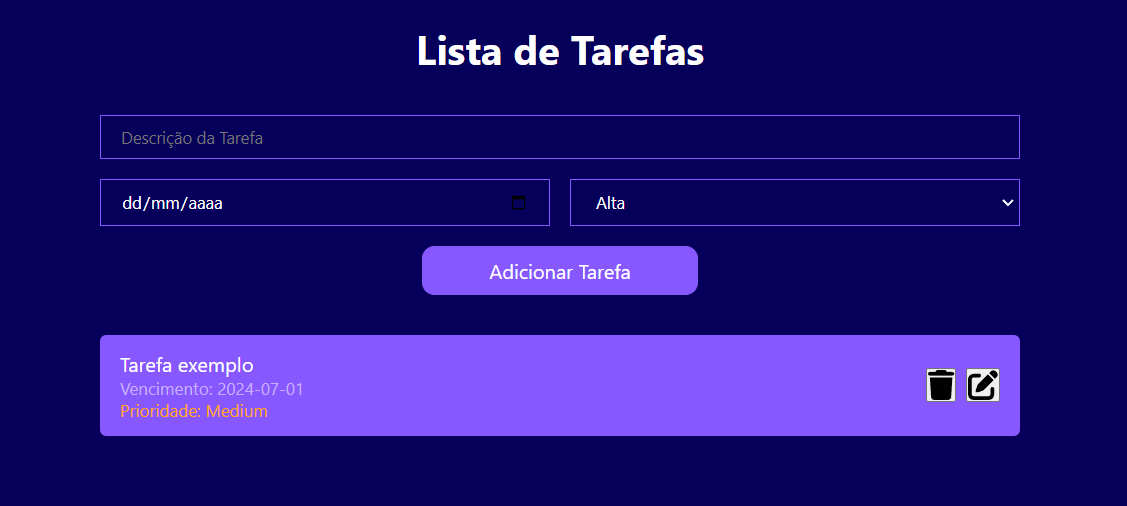 Lista de Tarefas
Descrição da Tarefa
dd/mm/aaaa
Alta
Adicionar Tarefa
Tarefa exemplo
Vencimento: 2024-07-01
Prioridade: Medium